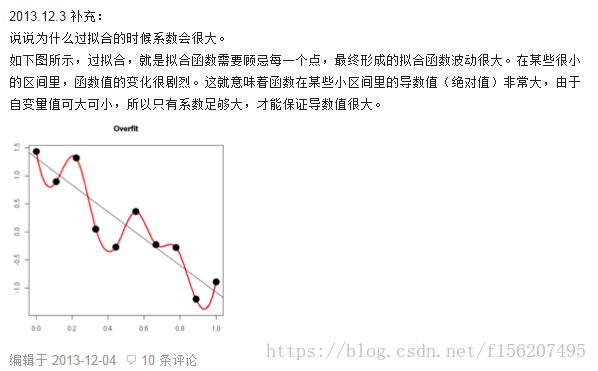 2013.12.3 补充：
说说为什么过拟合的时候系数会很大。
如下图所示，过拟合，就是拟合函数需要顾忌每一个点，最终形成的拟合函数波动很大。在某些很小
的区间里，函数值的变化很剧烈。这就意味着函数在某些小区间里的导数值（绝对值）非常大，由于
自变量值可大可小，所以只有系数足够大，才能保证导数值很大。
Overfit
1.5
1.0
0.5
0.0
-0.5
-1.0
0.0 0.2 0.4 0.6 0.8 1.0
编辑于 2013-12-04 10 条评论
https://blog.csdn.net/f156207495